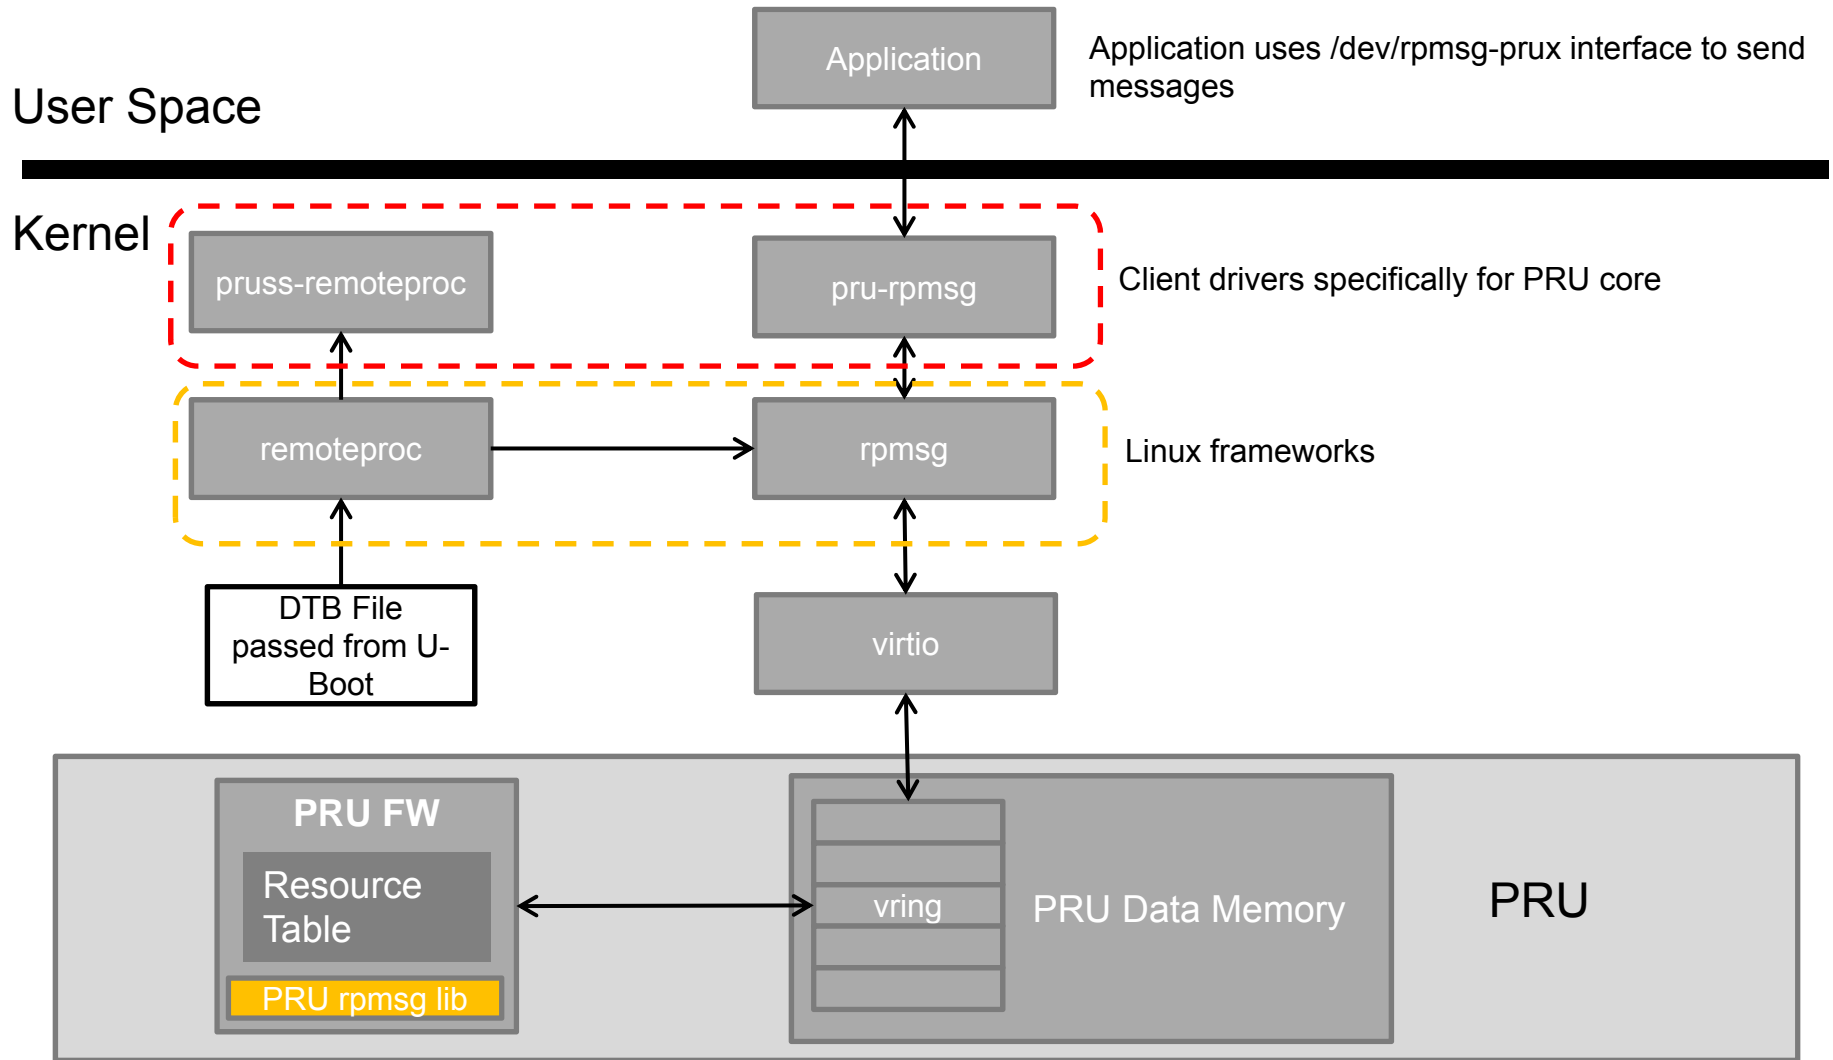 Application
Application uses /dev/rpmsg-prux interface to send
messages
User Space
Kernel
pruss-remoteproc
pru-rpmsg
Client drivers specifically for PRU core
remoteproc
rpmsg
Linux frameworks
DTB File
passed from U-
Boot
virtio
PRU FW
Resource
Table
PRU rpmsg lib
vring
PRU Data Memory
PRU